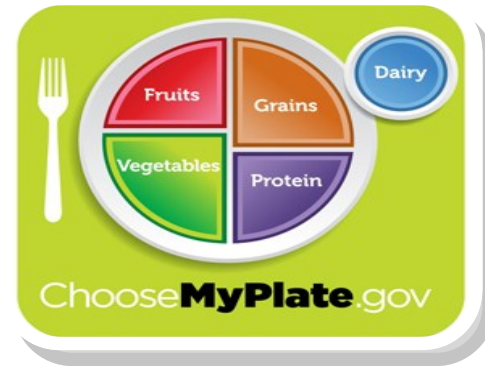 Dairy
Fruits
Grains
Vegetables
Protein
ChooseMyPlate.gov